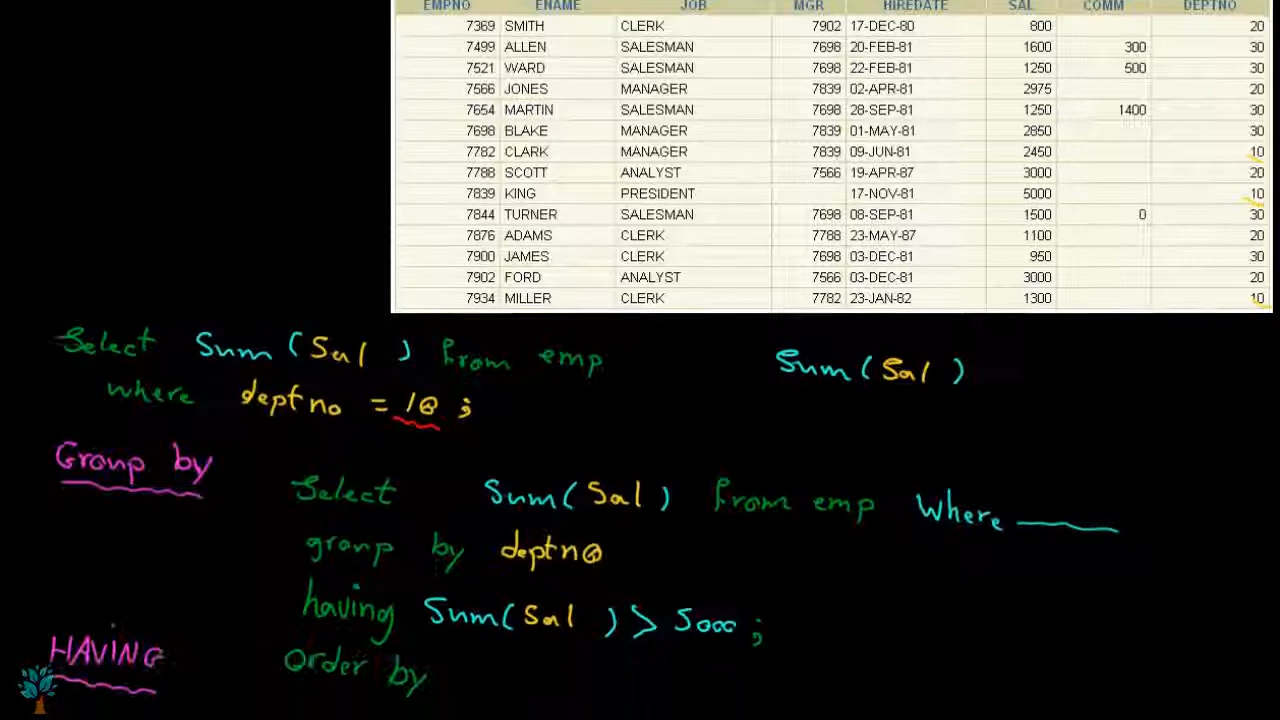 EMPNO ENAME JOB MGR HIREDATE SAL COMM DEPTNO
7369 SMITH CLERK 7902 17-DEC-80 800 20
7499 ALLEN SALESMAN 7698 20-FEB-81 1600 300 30
7521 WARD SALESMAN 7698 22-FEB-81 1250 500 30
7566 JONES MANAGER 7839 02-APR-81 2975 20
7654 MARTIN SALESMAN 7698 28-SEP-81 1250 1400 30
7698 BLAKE MANAGER 7839 01-MAY-81 2850 30
7782 CLARK MANAGER 7839 09-JUN-81 2450 10
7788 SCOTT ANALYST 7566 19-APR-87 3000 20
7839 KING PRESIDENT 17-NOV-81 5000 10
7844 TURNER SALESMAN 7698 08-SEP-81 1500 0 30
7876 ADAMS CLERK 7788 23-MAY-87 1100 20
7900 JAMES CLERK 7698 03-DEC-81 950 30
7902 FORD ANALYST 7566 03-DEC-81 3000 20
7934 MILLER CLERK 7782 23-JAN-82 1300 10
Select Sum(Sal) from emp
where deptno = 10 ;
Sum(Sal)
Group by
Select Sum(Sal) from emp Where
group by deptno
having Sum(Sal) > 5000 ;
HAVING
Order by